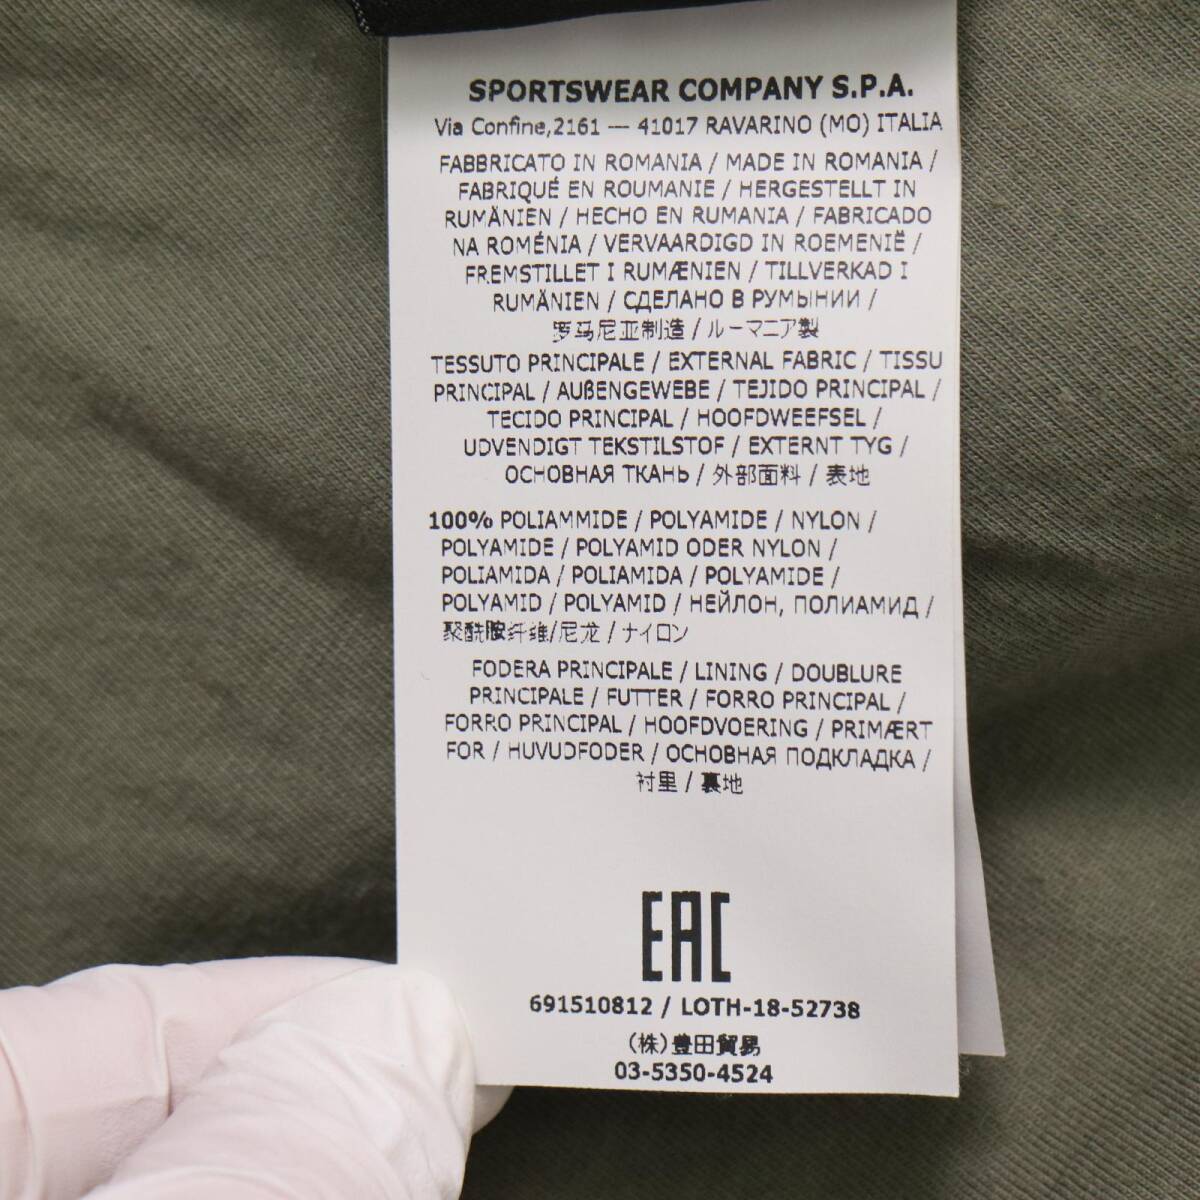 SPORTSWEAR COMPANY S.P.A.
Via Confine,2161 — 41017 RAVARINO (MO) ITALIA
FABBRICATO IN ROMANIA / MADE IN ROMANIA /
FABRIQUÉ EN ROUMANIE / HERGESTELLT IN
RUMÄNIEN / HECHO EN RUMANIA / FABRICADO
NA ROMÉNIA / VERVAARDIGD IN ROEMENIË /
FREMSTILLET I RUMÆNIEN / TILLVERKAD I
RUMÄNIEN / СДЕЛАНО В РУМЫНИИ /
罗马尼亚制造 / ルーマニア製
TESSUTO PRINCIPALE / EXTERNAL FABRIC / TISSU
PRINCIPAL / AUßENGEWEBE / TEJIDO PRINCIPAL /
TECIDO PRINCIPAL / HOOFDWEEFSEL /
UDVENDIGT TEKSTILSTOF / EXTERNT TYG /
ОСНОВНАЯ ТКАНЬ / 外部面料 / 表地
100% POLIAMMIDE / POLYAMIDE / NYLON /
POLYAMIDE / POLYAMID ODER NYLON /
POLIAMIDA / POLIAMIDA / POLYAMIDE /
POLYAMID / POLYAMID / НЕЙЛОН, ПОЛИАМИД /
聚酰胺纤维/尼龙 / ナイロン
FODERA PRINCIPALE / LINING / DOUBLURE
PRINCIPALE / FUTTER / FORRO PRINCIPAL /
FORRO PRINCIPAL / HOOFDVOERING / PRIMÆRT
FOR / HUVUDFODER / ОСНОВНАЯ ПОДКЛАДКА /
衬里 / 裏地
EAC
691510812 / LOTH-18-52738
(株)豊田貿易
03-5350-4524